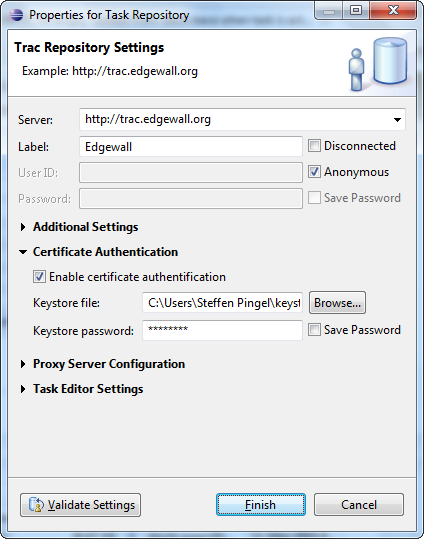 Properties for Task Repository
Trac Repository Settings
Example: http://trac.edgewall.org
Server: http://trac.edgewall.org
Label: Edgewall Disconnected
User ID: Anonymous
Password: Save Password
Additional Settings
Certificate Authentication
Enable certificate authentification
Keystore file: C:\Users\Steffen Pingel\keyst Browse...
Keystore password: ******** Save Password
Proxy Server Configuration
Task Editor Settings
Validate Settings Finish Cancel